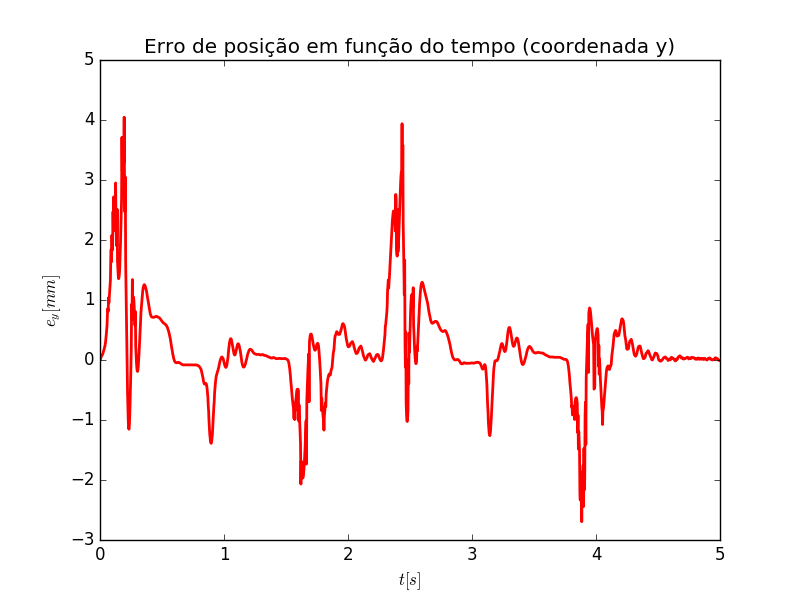 Erro de posição em função do tempo (coordenada y)
5
4
3
2
1
0
−1
−2
−3
e_y[mm]
0 1 2 3 4 5
t[s]